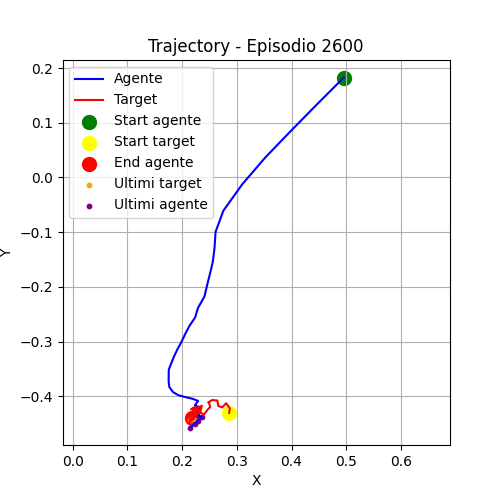 Trajectory - Episodio 2600
Agente
Target
Start agente
Start target
End agente
Ultimi target
Ultimi agente
0.2
0.1
0.0
−0.1
−0.2
−0.3
−0.4
Y
0.0 0.1 0.2 0.3 0.4 0.5 0.6
X